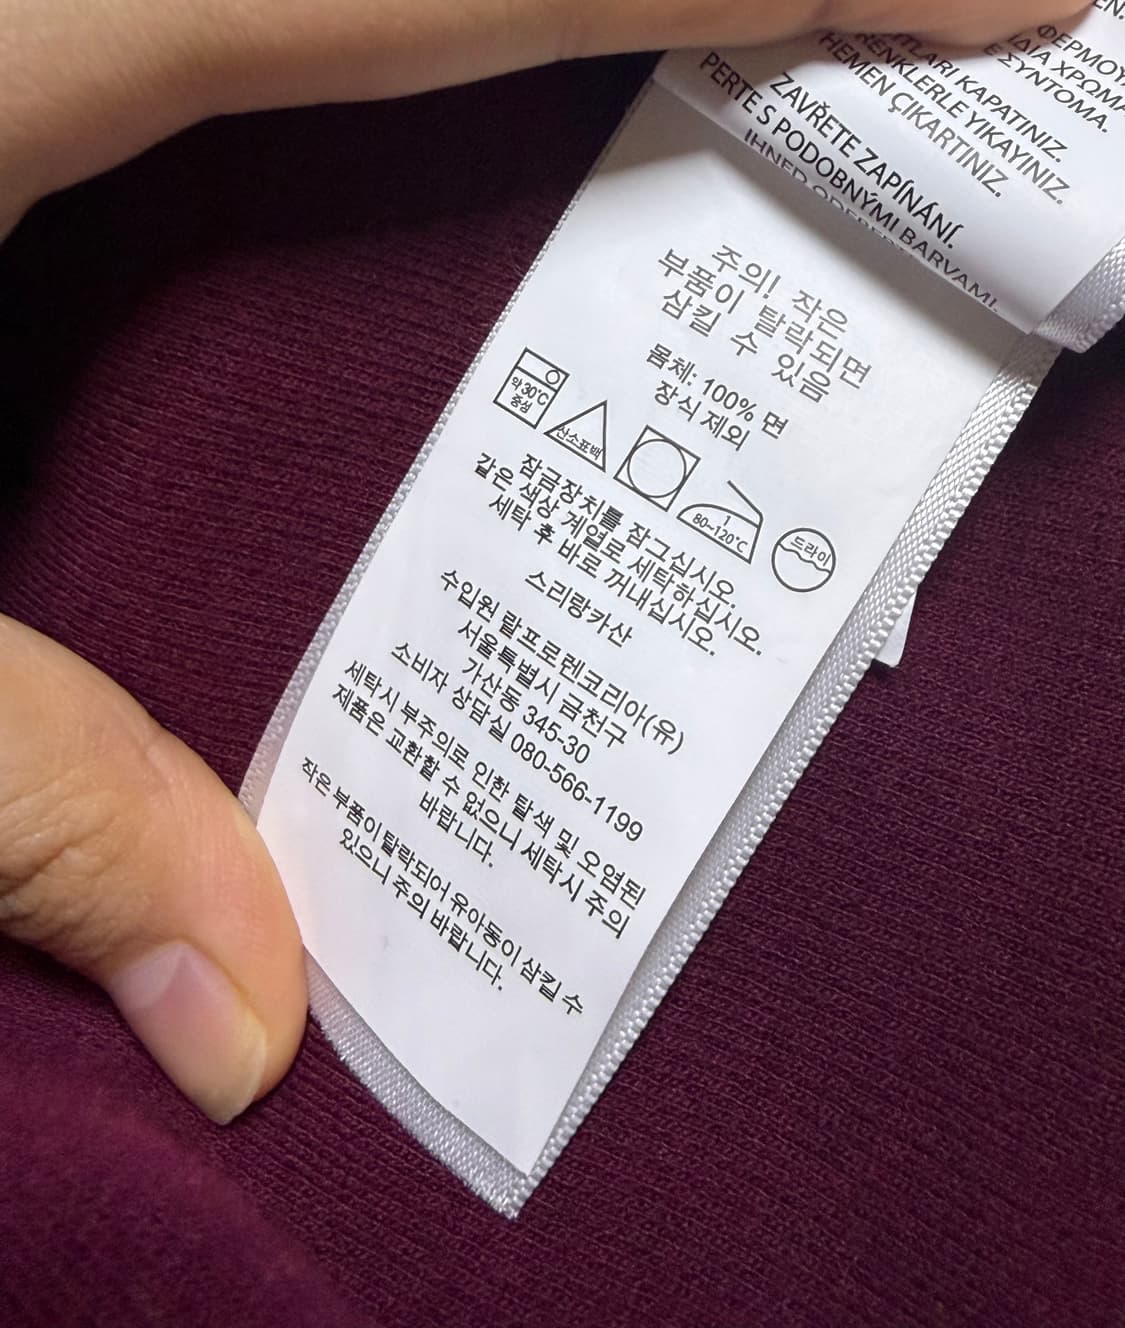 EN.
ΦΕΡΜΟΥ
ΙΔΙΑ ΧΡΩΜΑ
ΣΥΝΤΟΜΑ.
KAPATINIZ.
RENKLERLE YIKAYINIZ.
HEMEN ÇIKARTINIZ.
ZAVŘETE ZAPÍNÁNÍ.
PERTE S PODOBNÝMI BARVAMI.
IHNED
주의! 작은
부품이 탈락되면
삼킬 수 있음
몸체: 100% 면
장식 제외
약 30°C
중성
산소표백
1
80~120°C
드라이
잠금장치를 잠그십시오.
같은 색상 계열로 세탁하십시오.
세탁 후 바로 꺼내십시오.
스리랑카산
수입원 랄프로렌코리아(유)
서울특별시 금천구
가산동 345-30
소비자 상담실 080-566-1199
세탁시 부주의로 인한 탈색 및 오염된
제품은 교환할 수 없으니 세탁시 주의
바랍니다.
작은 부품이 탈락되어 유아동이 삼킬 수
있으니 주의 바랍니다.